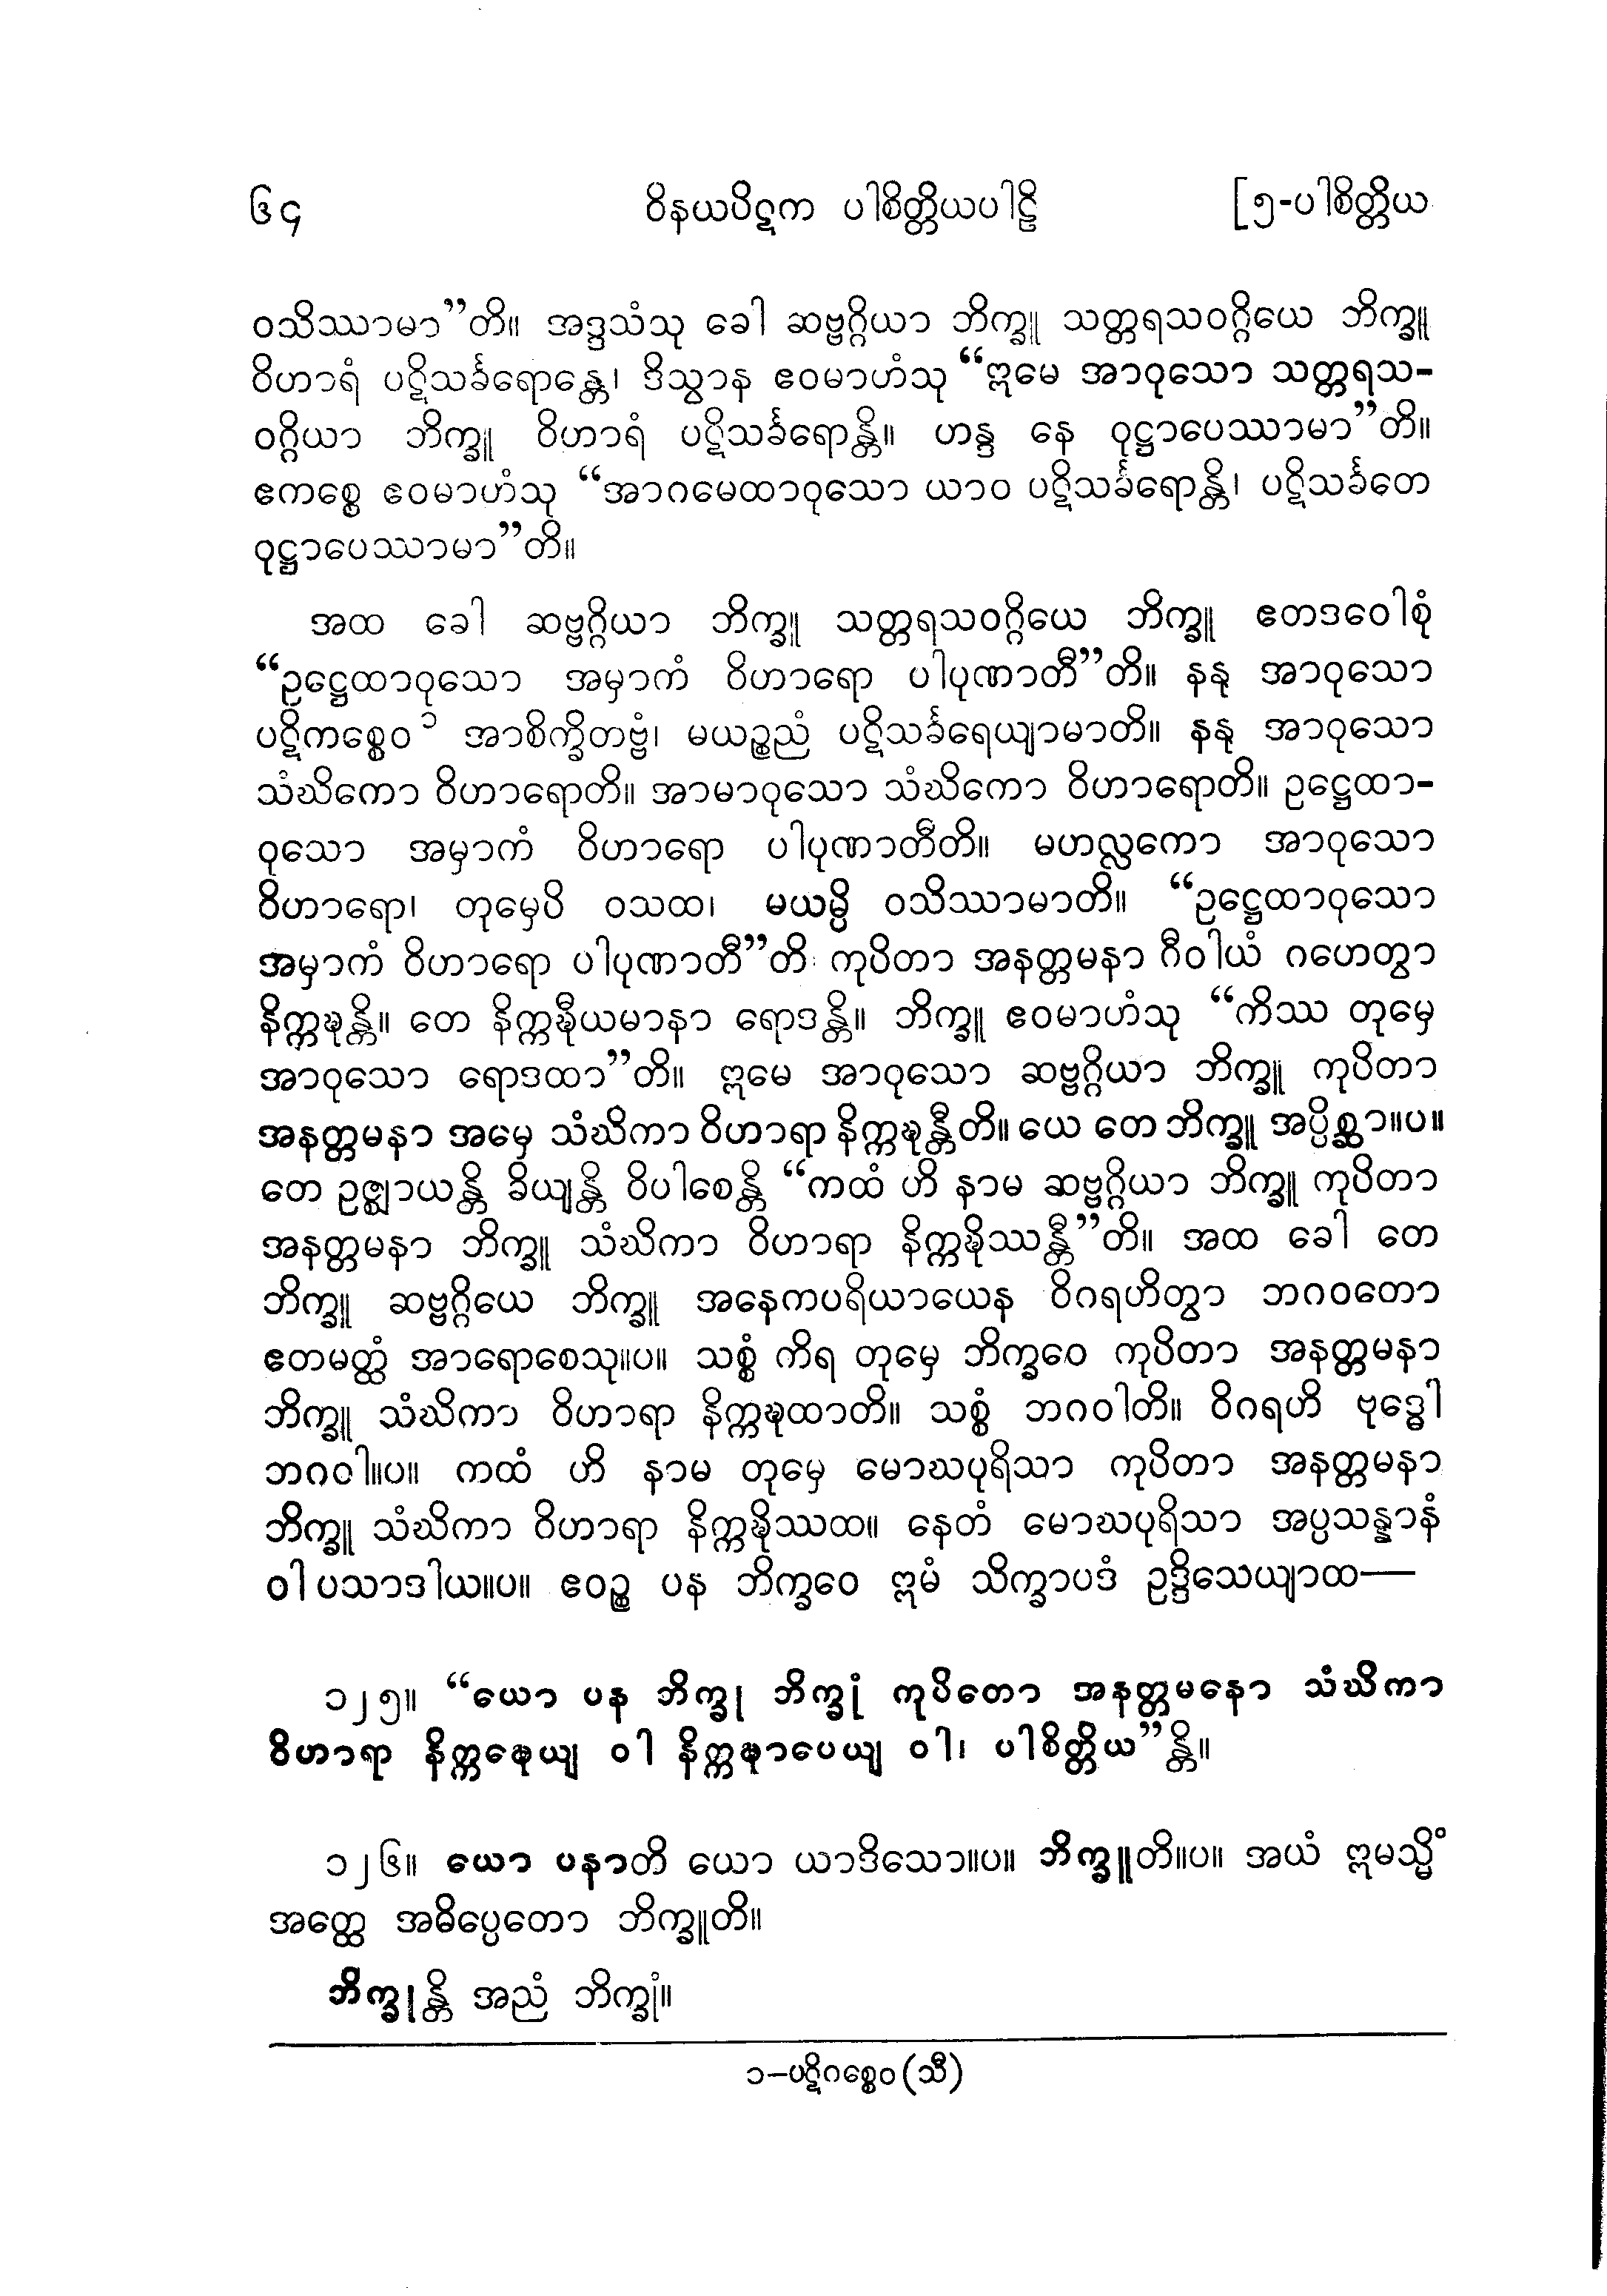 ၆၄ ဝိနယပိဋက ပါစိတ္တိယပါဠိ [၅-ပါစိတ္တိယ
ဝသိဿာမာ”တိ။ အဒ္ဒသံသု ခေါ ဆဗ္ဗဂ္ဂိယာ ဘိက္ခူ သတ္တရသဝဂ္ဂိယေ ဘိက္ခူ
ဝိဟာရံ ပဋိသင်္ခရောန္တေ၊ ဒိသွာန ဧဝမာဟံသု “ဣမေ အာဝုသော သတ္တရသ-
ဝဂ္ဂိယာ ဘိက္ခူ ဝိဟာရံ ပဋိသင်္ခရောန္တိ။ ဟန္ဒ နေ ဝုဋ္ဌာပေဿာမာ”တိ။
ဧကစ္စေ ဧဝမာဟံသု “အာဂမေထာဝုသော ယာဝ ပဋိသင်္ခရောန္တိ၊ ပဋိသင်္ခတေ
ဝုဋ္ဌာပေဿာမာ”တိ။
အထ ခေါ ဆဗ္ဗဂ္ဂိယာ ဘိက္ခူ သတ္တရသဝဂ္ဂိယေ ဘိက္ခူ ဧတဒဝေါစုံ
“ဥဋ္ဌေထာဝုသော အမှာကံ ဝိဟာရော ပါပုဏာတီ”တိ။ နနု အာဝုသော
ပဋိကစ္စေဝ ၁ အာစိက္ခိတဗ္ဗံ၊ မယဉ္စညံ ပဋိသင်္ခရေယျာမာတိ။ နနု အာဝုသော
သံဃိကော ဝိဟာရောတိ။ အာမာဝုသော သံဃိကော ဝိဟာရောတိ။ ဥဋ္ဌေထာ-
ဝုသော အမှာကံ ဝိဟာရော ပါပုဏာတီတိ။ မဟလ္လကော အာဝုသော
ဝိဟာရော၊ တုမှေပိ ဝသထ၊ မယမ္ပိ ဝသိဿာမာတိ။ “ဥဋ္ဌေထာဝုသော
အမှာကံ ဝိဟာရော ပါပုဏာတီ”တိ ကုပိတာ အနတ္တမနာ ဂီဝါယံ ဂဟေတွာ
နိက္ကဍ္ဎန္တိ။ တေ နိက္ကဍ္ဎီယမာနာ ရောဒန္တိ။ ဘိက္ခူ ဧဝမာဟံသု “ကိဿ တုမှေ
အာဝုသော ရောဒထာ”တိ။ ဣမေ အာဝုသော ဆဗ္ဗဂ္ဂိယာ ဘိက္ခူ ကုပိတာ
အနတ္တမနာ အမှေ သံဃိကာ ဝိဟာရာ နိက္ကဍ္ဎန္တီတိ။ ယေ တေ ဘိက္ခူ အပ္ပိစ္ဆာ။ပ။
တေ ဥဇ္ဈာယန္တိ ခိယျန္တိ ဝိပါစေန္တိ “ကထံ ဟိ နာမ ဆဗ္ဗဂ္ဂိယာ ဘိက္ခူ ကုပိတာ
အနတ္တမနာ ဘိက္ခူ သံဃိကာ ဝိဟာရာ နိက္ကဍ္ဎိဿန္တီ”တိ။ အထ ခေါ တေ
ဘိက္ခူ ဆဗ္ဗဂ္ဂိယေ ဘိက္ခူ အနေကပရိယာယေန ဝိဂရဟိတွာ ဘဂဝတော
ဧတမတ္ထံ အာရောစေသုံ။ပ။ သစ္စံ ကိရ တုမှေ ဘိက္ခဝေ ကုပိတာ အနတ္တမနာ
ဘိက္ခူ သံဃိကာ ဝိဟာရာ နိက္ကဍ္ဎထာတိ။ သစ္စံ ဘဂဝါတိ။ ဝိဂရဟိ ဗုဒ္ဓေါ
ဘဂဝါ။ပ။ ကထံ ဟိ နာမ တုမှေ မောဃပုရိသာ ကုပိတာ အနတ္တမနာ
ဘိက္ခူ သံဃိကာ ဝိဟာရာ နိက္ကဍ္ဎိဿထ။ နေတံ မောဃပုရိသာ အပ္ပသန္နာနံ
ဝါ ပသာဒါယ။ပ။ ဧဝဉ္စ ပန ဘိက္ခဝေ ဣမံ သိက္ခာပဒံ ဥဒ္ဒိသေယျာထ—
၁၂၅။ “ယော ပန ဘိက္ခု ဘိက္ခုံ ကုပိတော အနတ္တမနော သံဃိကာ
ဝိဟာရာ နိက္ကဍ္ဎေယျ ဝါ နိက္ကဍ္ဎာပေယျ ဝါ၊ ပါစိတ္တိယ”န္တိ။
၁၂၆။ ယော ပနာတိ ယော ယာဒိသော။ပ။ ဘိက္ခူတိ။ပ။ အယံ ဣမသ္မိံ
အတ္ထေ အဓိပ္ပေတော ဘိက္ခူတိ။
ဘိက္ခုန္တိ အညံ ဘိက္ခုံ။
၁–ပဋိဂစ္စေဝ (သီ)